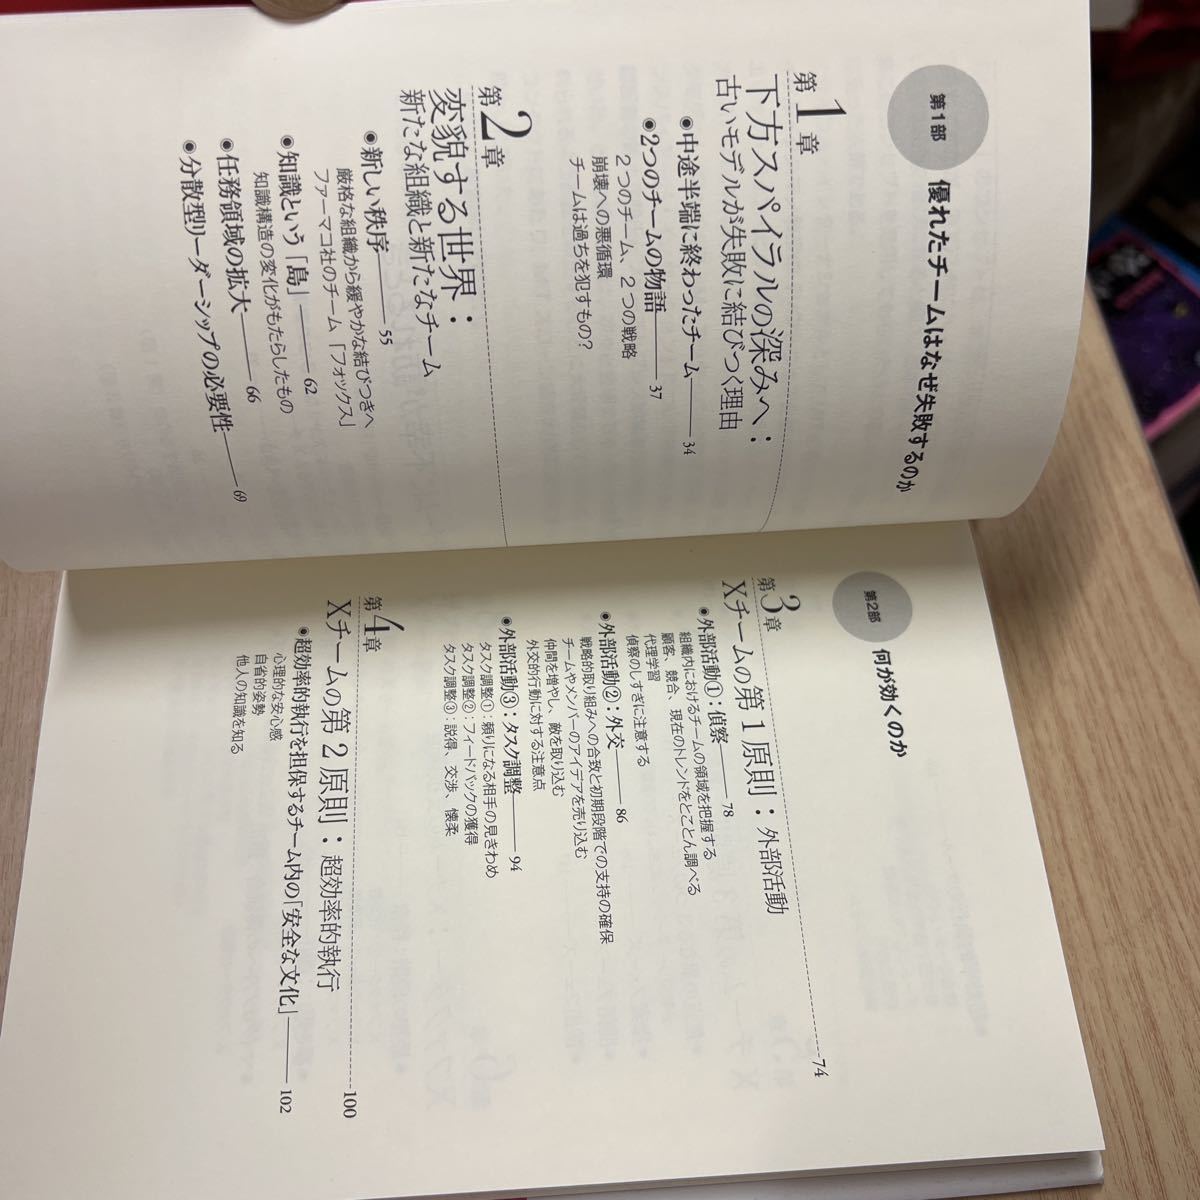 第1部 優れたチームはなぜ失敗するのか
第1章
下方スパイラルの深みへ：
古いモデルが失敗に結びつく理由
●中途半端に終わったチーム――34
●2つのチームの物語――37
２つのチーム、２つの戦略
崩壊への悪循環
チームは過ちを犯すもの？
第2章
変貌する世界：
新たな組織と新たなチーム
●新しい秩序――55
厳格な組織から緩やかな結びつきへ
ファーマコ社のチーム「フォックス」
●知識という「島」――62
知識構造の変化がもたらしたもの
●任務領域の拡大――66
●分散型リーダーシップの必要性――69
第2部 何が効くのか
第3章
Xチームの第１原則：外部活動 74
●外部活動①：偵察――78
組織内におけるチームの領域を把握する
顧客、競合、現在のトレンドをとことん調べる
代理学習
偵察のしすぎに注意する
●外部活動②：外交――86
戦略的取り組みへの合致と初期段階での支持の確保
チームやメンバーのアイデアを売り込む
仲間を増やし、敵を取り込む
外交的行動に対する注意点
●外部活動③：タスク調整――94
タスク調整①：頼りになる相手の見きわめ
タスク調整②：フィードバックの獲得
タスク調整③：説得、交渉、懐柔
第4章
Xチームの第２原則：超効率的執行 100
●超効率的執行を担保するチーム内の「安全な文化」――102
心理的な安心感
自省的姿勢
他人の知識を知る